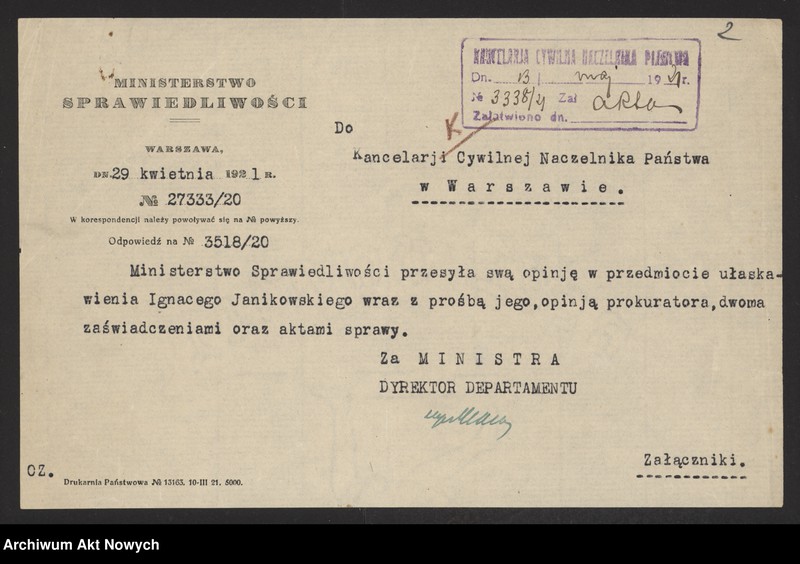 2
MINISTERSTWO
SPRAWIEDLIWOŚCI
WARSZAWA,
DN. 29 kwietnia 1921 R.
№ 27333/20
W korespondencji należy powoływać się na № powyższy.
Odpowiedź na № 3518/20
KANCELARJA CYWILNA NACZELNIKA PAŃSTWA
Dn. 13/ maj 1921 r.
№ 3338/21 Zał akta
Załatwiono dn.
Do
K
Kancelarji Cywilnej Naczelnika Państwa
w Warszawie.
Ministerstwo Sprawiedliwości przesyła swą opinję w przedmiocie ułaska-
wienia Ignacego Janikowskiego wraz z prośbą jego, opinją prokuratora, dwoma
zaświadczeniami oraz aktami sprawy.
Za MINISTRA
DYREKTOR DEPARTAMENTU
Załączniki.
CZ.
Drukarnia Państwowa № 13163. 10-III 21. 5000.
Archiwum Akt Nowych